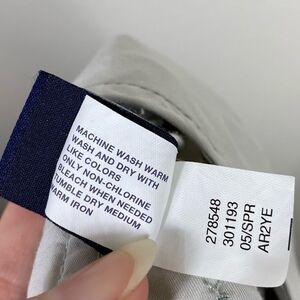 MACHINE WASH WARM
WASH AND DRY WITH
LIKE COLORS
ONLY NON-CHLORINE
BLEACH WHEN NEEDED
TUMBLE DRY MEDIUM
WARM IRON
278548
301193
05/SPR
AR2YE